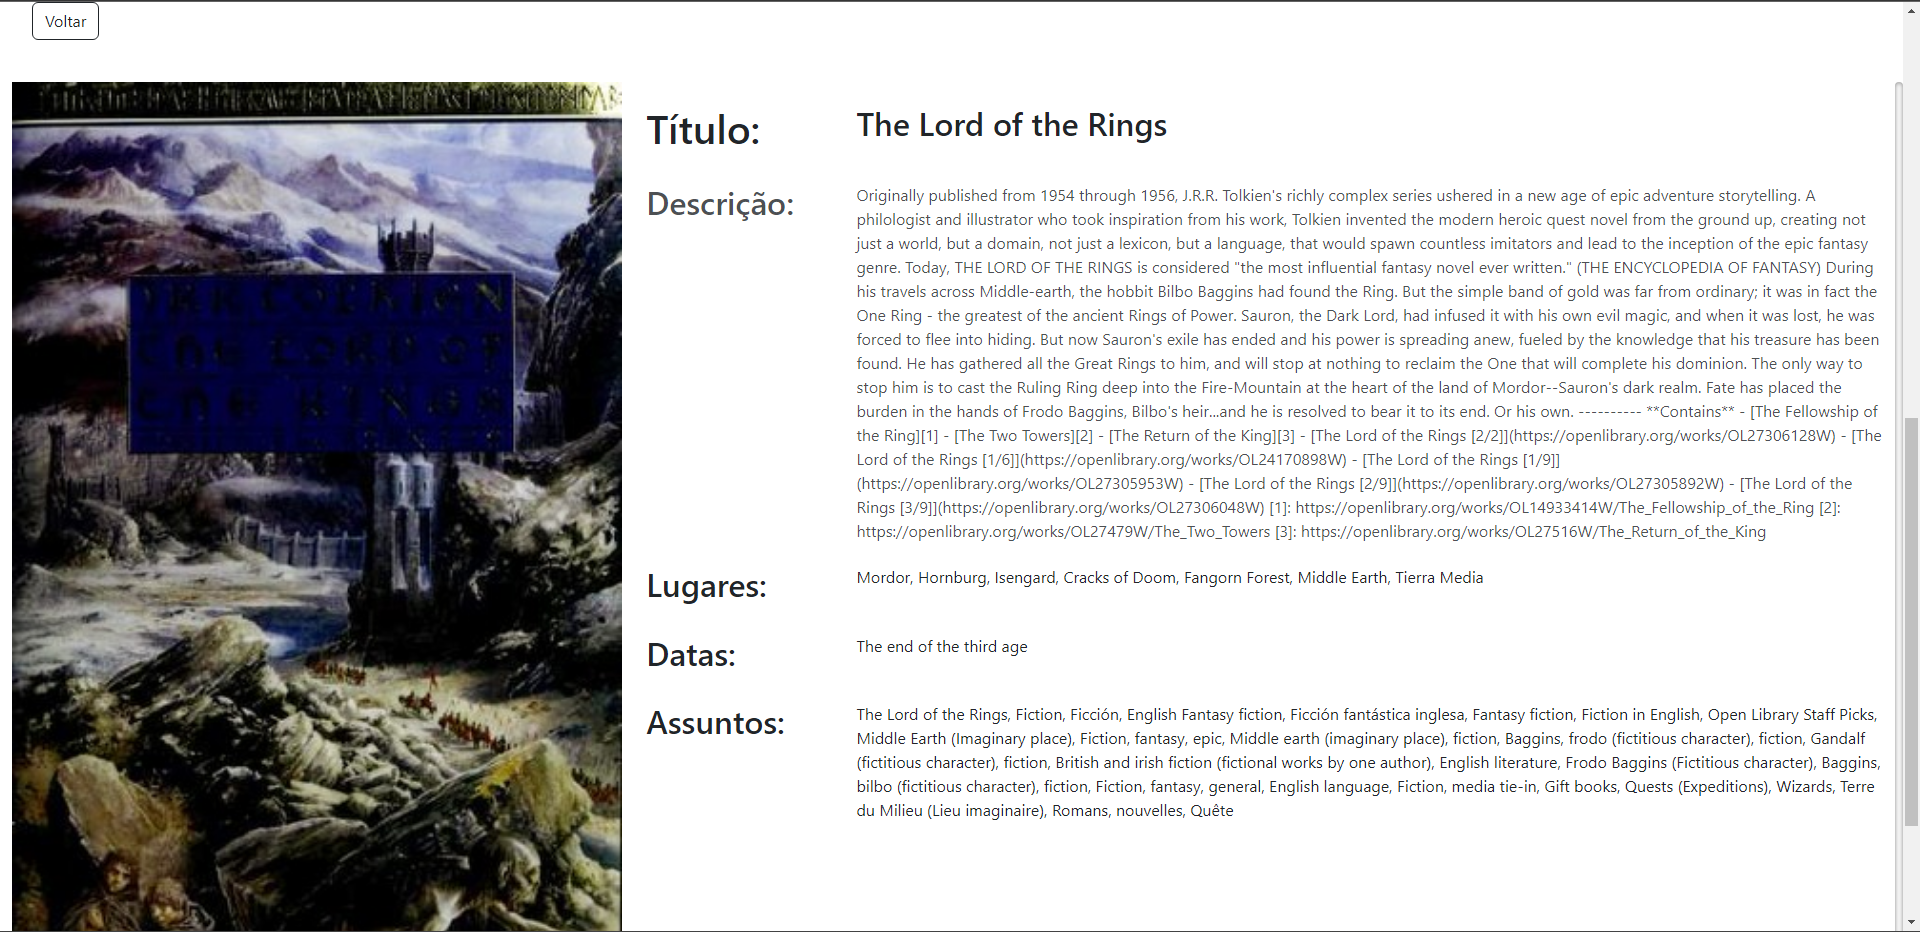 Voltar
J.R.R. TOLKIEN
THE LORD OF
THE RINGS
Título:
The Lord of the Rings
Descrição:
Originally published from 1954 through 1956, J.R.R. Tolkien's richly complex series ushered in a new age of epic adventure storytelling. A
philologist and illustrator who took inspiration from his work, Tolkien invented the modern heroic quest novel from the ground up, creating not
just a world, but a domain, not just a lexicon, but a language, that would spawn countless imitators and lead to the inception of the epic fantasy
genre. Today, THE LORD OF THE RINGS is considered "the most influential fantasy novel ever written." (THE ENCYCLOPEDIA OF FANTASY) During
his travels across Middle-earth, the hobbit Bilbo Baggins had found the Ring. But the simple band of gold was far from ordinary; it was in fact the
One Ring - the greatest of the ancient Rings of Power. Sauron, the Dark Lord, had infused it with his own evil magic, and when it was lost, he was
forced to flee into hiding. But now Sauron's exile has ended and his power is spreading anew, fueled by the knowledge that his treasure has been
found. He has gathered all the Great Rings to him, and will stop at nothing to reclaim the One that will complete his dominion. The only way to
stop him is to cast the Ruling Ring deep into the Fire-Mountain at the heart of the land of Mordor--Sauron's dark realm. Fate has placed the
burden in the hands of Frodo Baggins, Bilbo's heir...and he is resolved to bear it to its end. Or his own. ---------- **Contains** - [The Fellowship of
the Ring][1] - [The Two Towers][2] - [The Return of the King][3] - [The Lord of the Rings [2/2]](https://openlibrary.org/works/OL27306128W) - [The
Lord of the Rings [1/6]](https://openlibrary.org/works/OL24170898W) - [The Lord of the Rings [1/9]]
(https://openlibrary.org/works/OL27305953W) - [The Lord of the Rings [2/9]](https://openlibrary.org/works/OL27305892W) - [The Lord of the
Rings [3/9]](https://openlibrary.org/works/OL27306048W) [1]: https://openlibrary.org/works/OL14933414W/The_Fellowship_of_the_Ring [2]:
https://openlibrary.org/works/OL27479W/The_Two_Towers [3]: https://openlibrary.org/works/OL27516W/The_Return_of_the_King
Lugares:
Mordor, Hornburg, Isengard, Cracks of Doom, Fangorn Forest, Middle Earth, Tierra Media
Datas:
The end of the third age
Assuntos:
The Lord of the Rings, Fiction, Ficción, English Fantasy fiction, Ficción fantástica inglesa, Fantasy fiction, Fiction in English, Open Library Staff Picks,
Middle Earth (Imaginary place), Fiction, fantasy, epic, Middle earth (imaginary place), fiction, Baggins, frodo (fictitious character), fiction, Gandalf
(fictitious character), fiction, British and irish fiction (fictional works by one author), English literature, Frodo Baggins (Fictitious character), Baggins,
bilbo (fictitious character), fiction, Fiction, fantasy, general, English language, Fiction, media tie-in, Gift books, Quests (Expeditions), Wizards, Terre
du Milieu (Lieu imaginaire), Romans, nouvelles, Quête